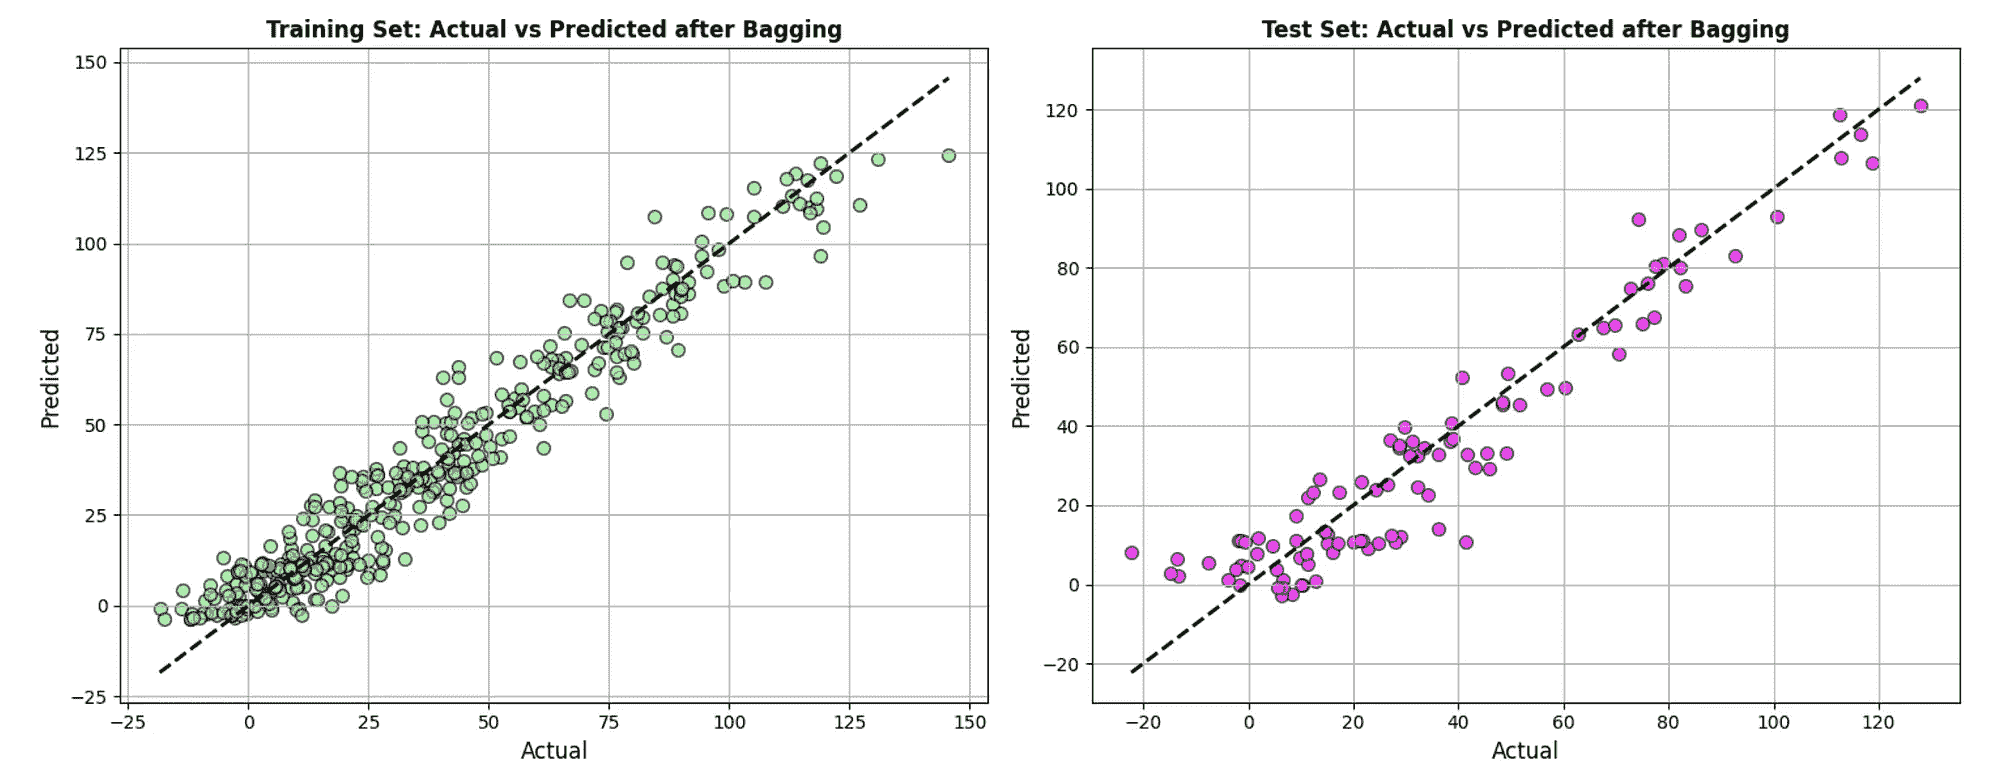 Training Set: Actual vs Predicted after Bagging
Predicted
150
125
100
75
50
25
0
−25
−25 0 25 50 75 100 125 150
Actual
Test Set: Actual vs Predicted after Bagging
Predicted
120
100
80
60
40
20
0
−20
−20 0 20 40 60 80 100 120
Actual